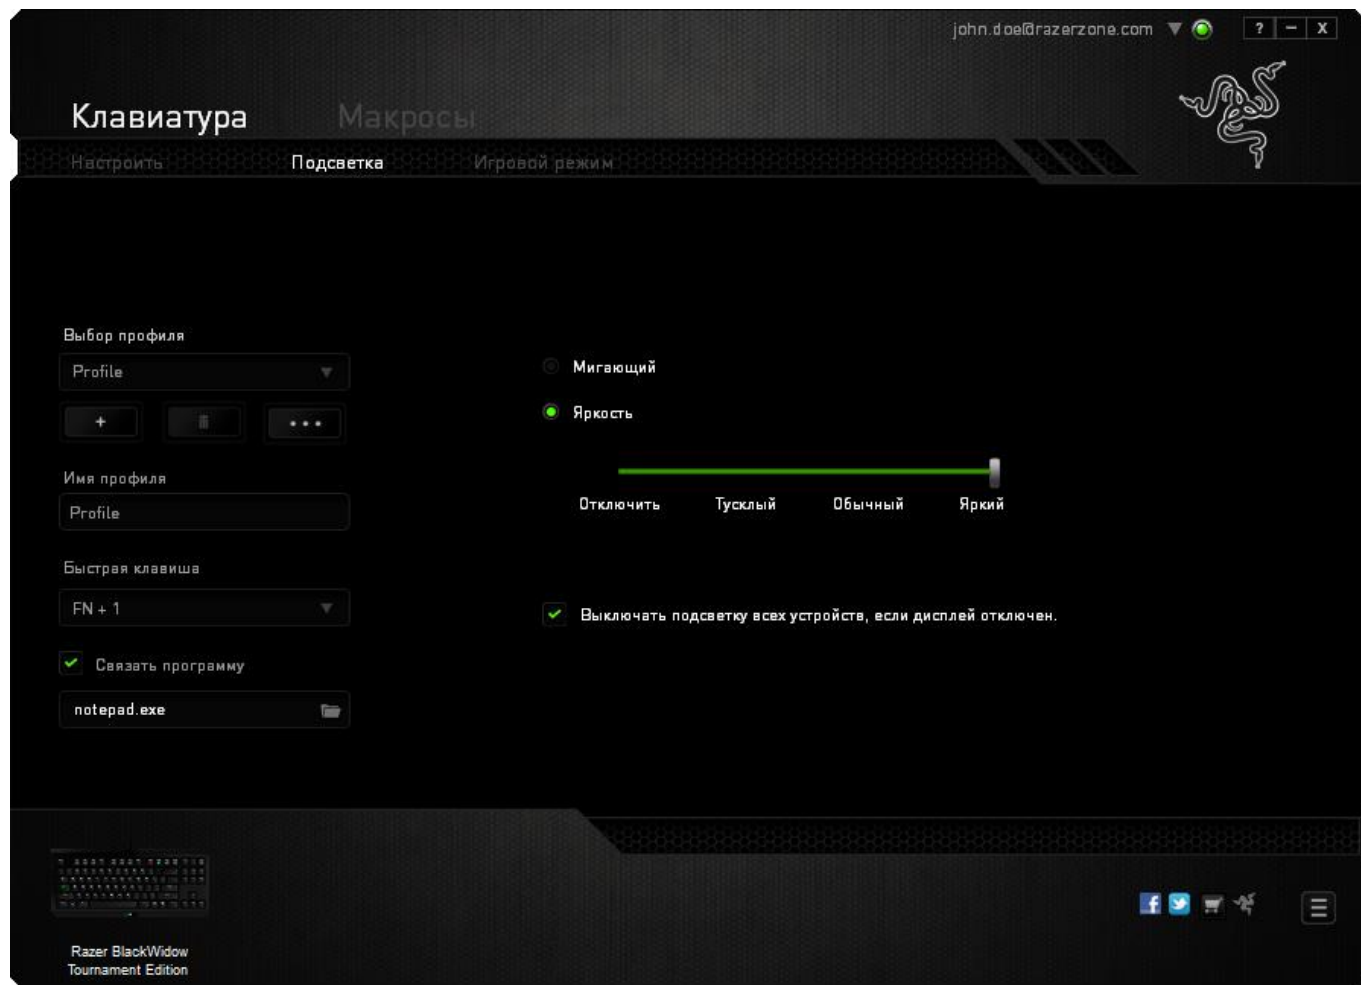 john.doe@razerzone.com
? – X
Клавиатура Макросы
Настроить Подсветка Игровой режим
Выбор профиля
Profile
+ •••
Имя профиля
Profile
Быстрая клавиша
FN + 1
Связать программу
notepad.exe
Мигающий
Яркость
Отключить Тусклый Обычный Яркий
Выключать подсветку всех устройств, если дисплей отключен.
Razer BlackWidow
Tournament Edition